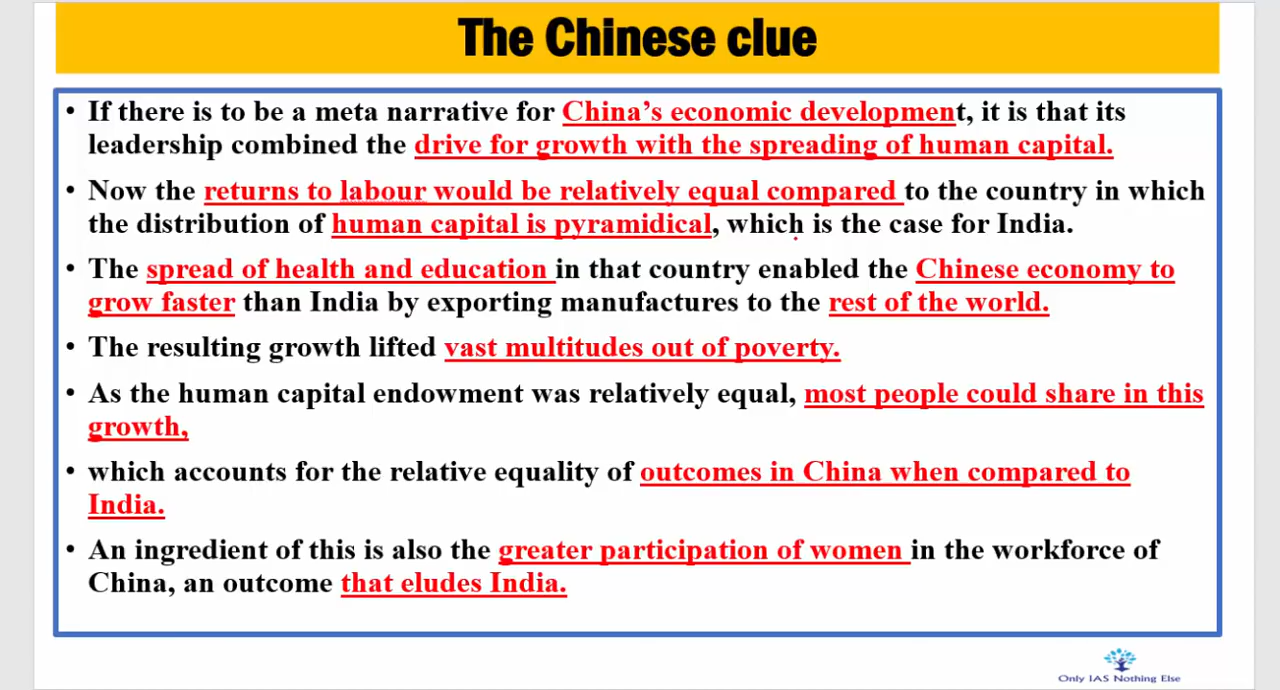 The Chinese clue
• If there is to be a meta narrative for China’s economic development, it is that its
leadership combined the drive for growth with the spreading of human capital.
• Now the returns to labour would be relatively equal compared to the country in which
the distribution of human capital is pyramidical, which is the case for India.
• The spread of health and education in that country enabled the Chinese economy to
grow faster than India by exporting manufactures to the rest of the world.
• The resulting growth lifted vast multitudes out of poverty.
• As the human capital endowment was relatively equal, most people could share in this
growth,
• which accounts for the relative equality of outcomes in China when compared to
India.
• An ingredient of this is also the greater participation of women in the workforce of
China, an outcome that eludes India.
Only IAS Nothing Else